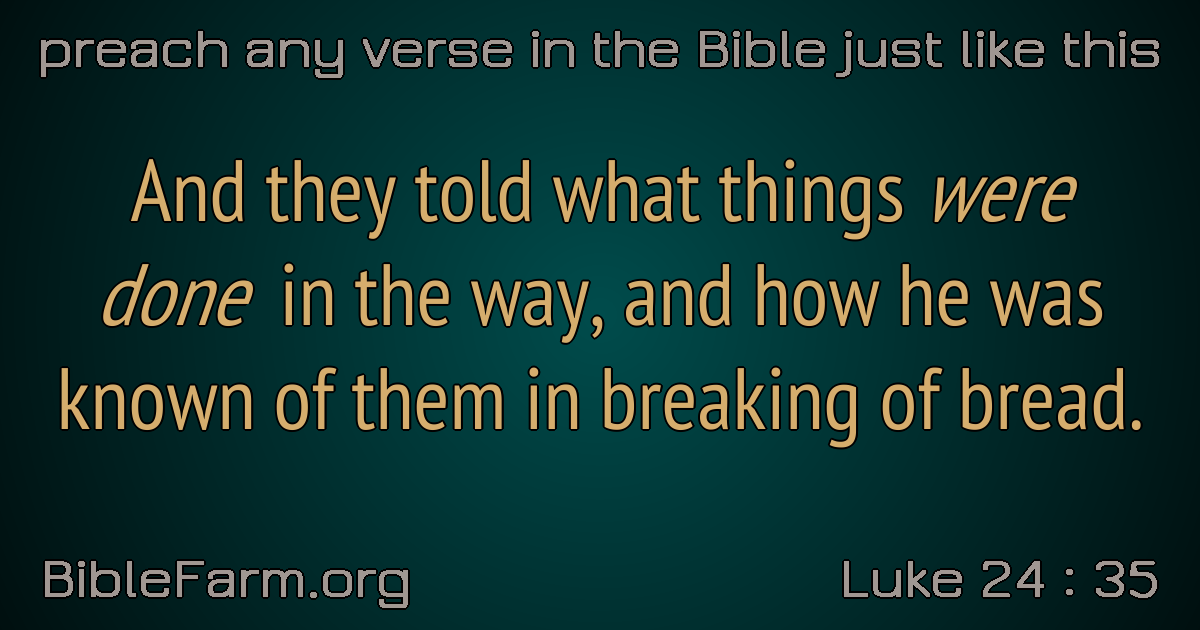 preach any verse in the Bible just like this
And they told what things were
done in the way, and how he was
known of them in breaking of bread.
BibleFarm.org
Luke 24 : 35